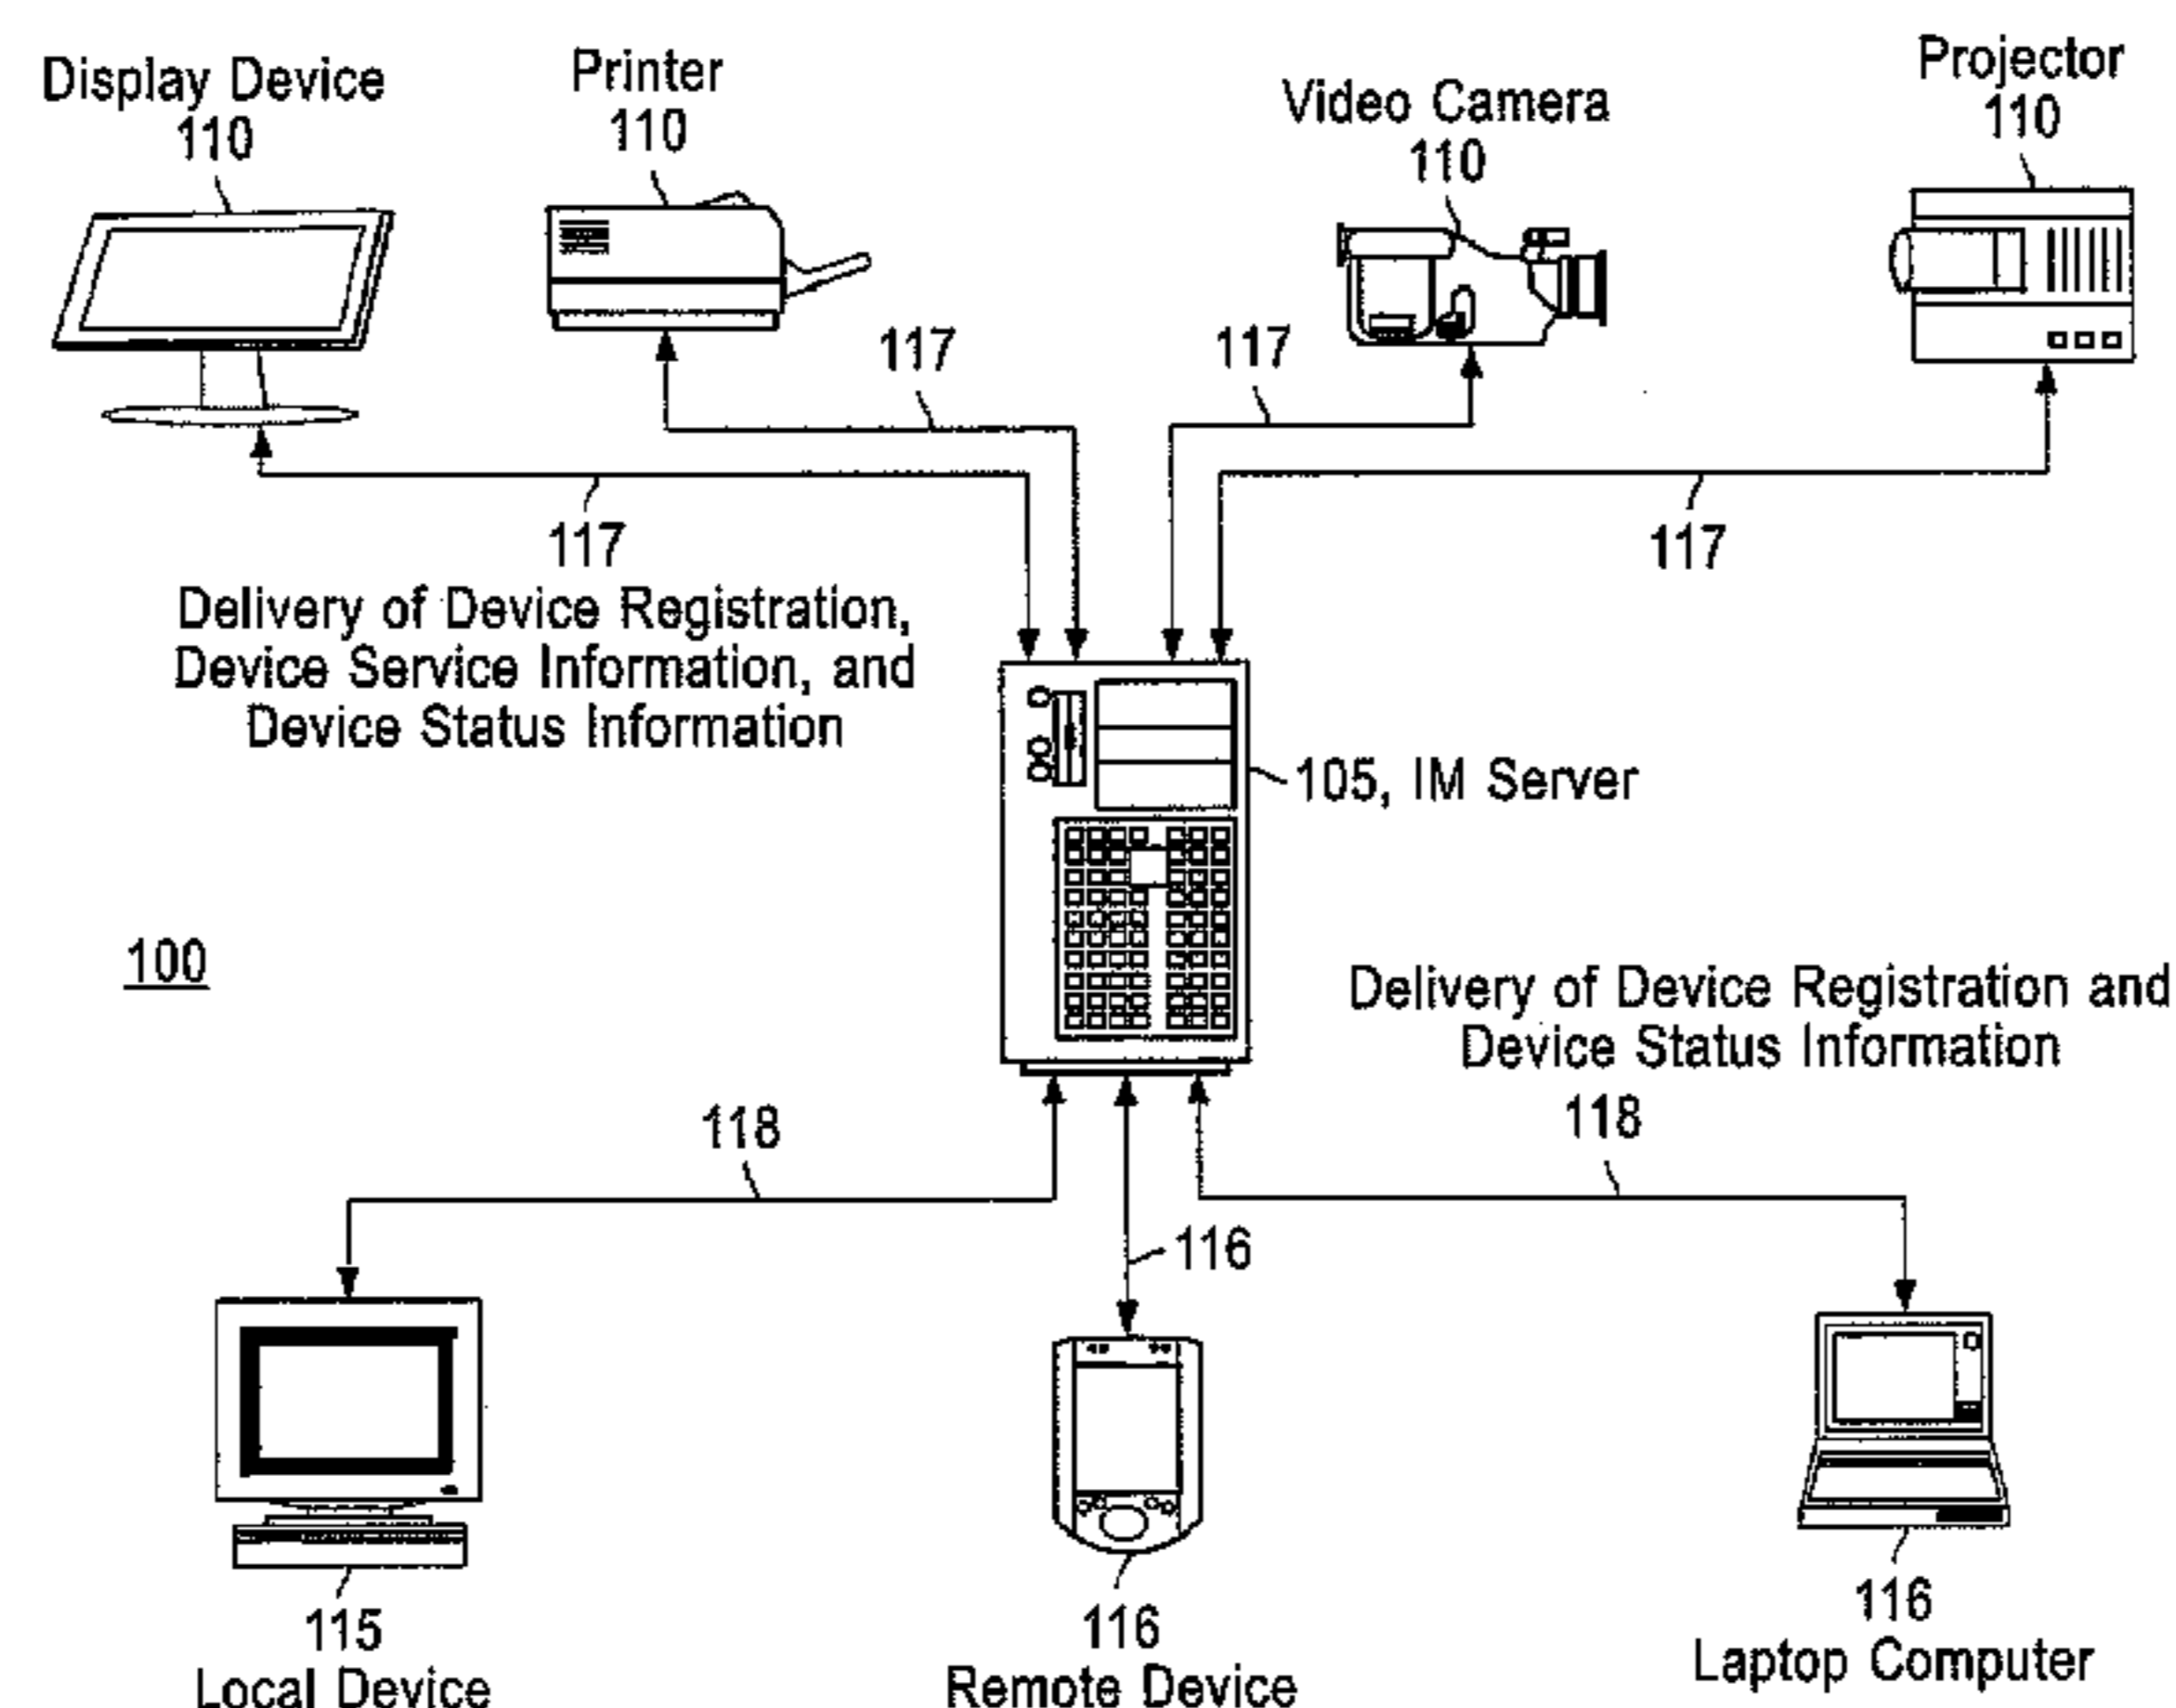 Display Device
110
Printer
110
Video Camera
110
Projector
110
117
117
117
Delivery of Device Registration,
Device Service Information, and
Device Status Information
117
105, IM Server
100
Delivery of Device Registration and
Device Status Information
118
118
116
115
Local Device
116
Remote Device
116
Laptop Computer